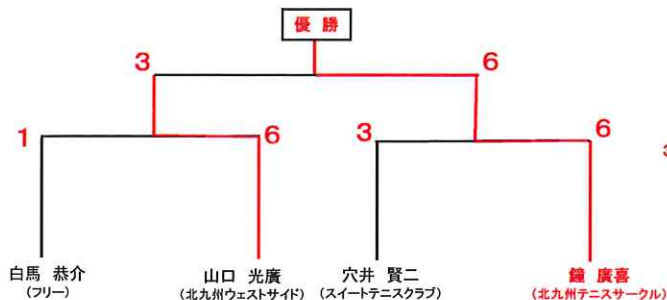 優 勝
3 6
1 6 3 6
白馬 恭介 山口 光廣 穴井 賢二 鐘 廣喜
(フリー) (北九州ウェストサイド) (スイートテニスクラブ) (北九州テニスサークル)